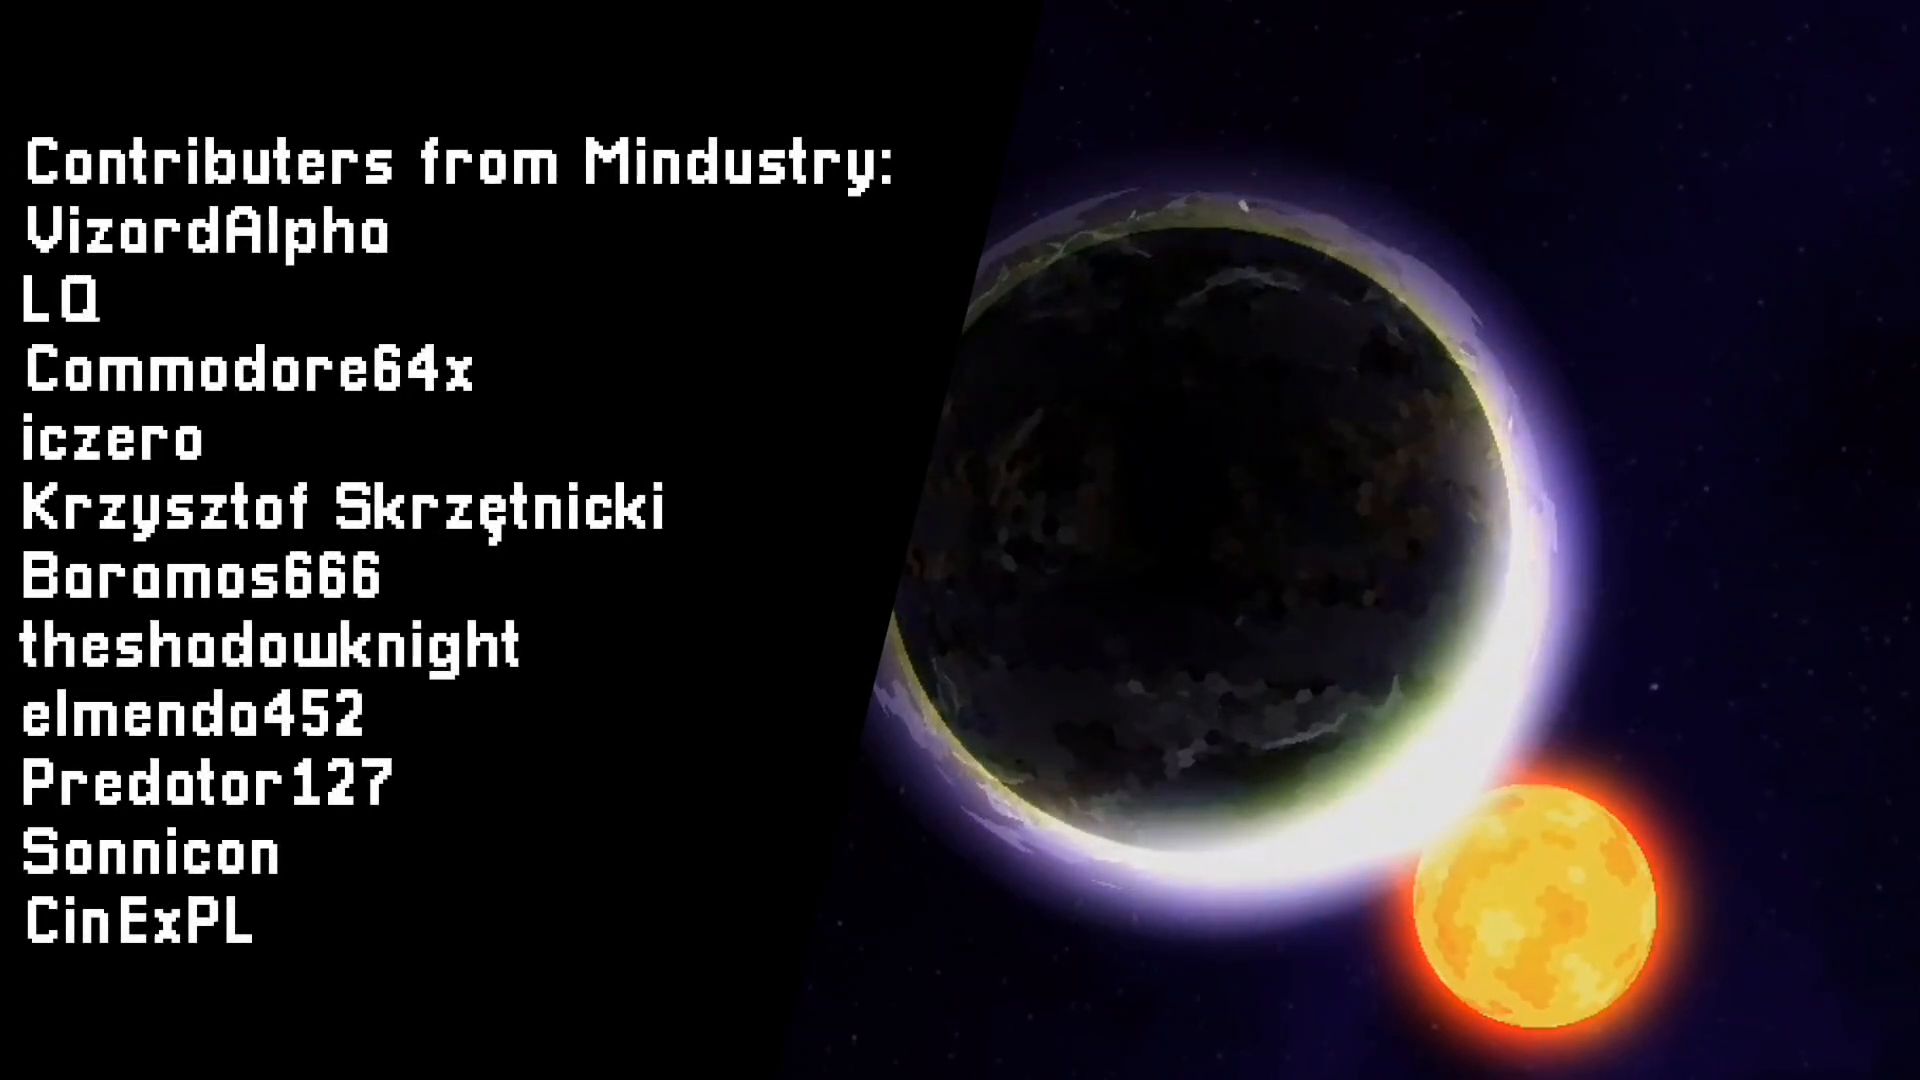 Contributers from Mindustry:
VizardAlpha
LQ
Commodore64x
iczero
Krzysztof Skrzętnicki
Baramos666
theshadowknight
elmenda452
Predator127
Sonnicon
CinExPL